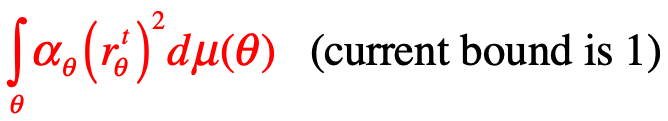 ∫_θ α_θ (r_θ^t)^2 dμ(θ) (current bound is 1)